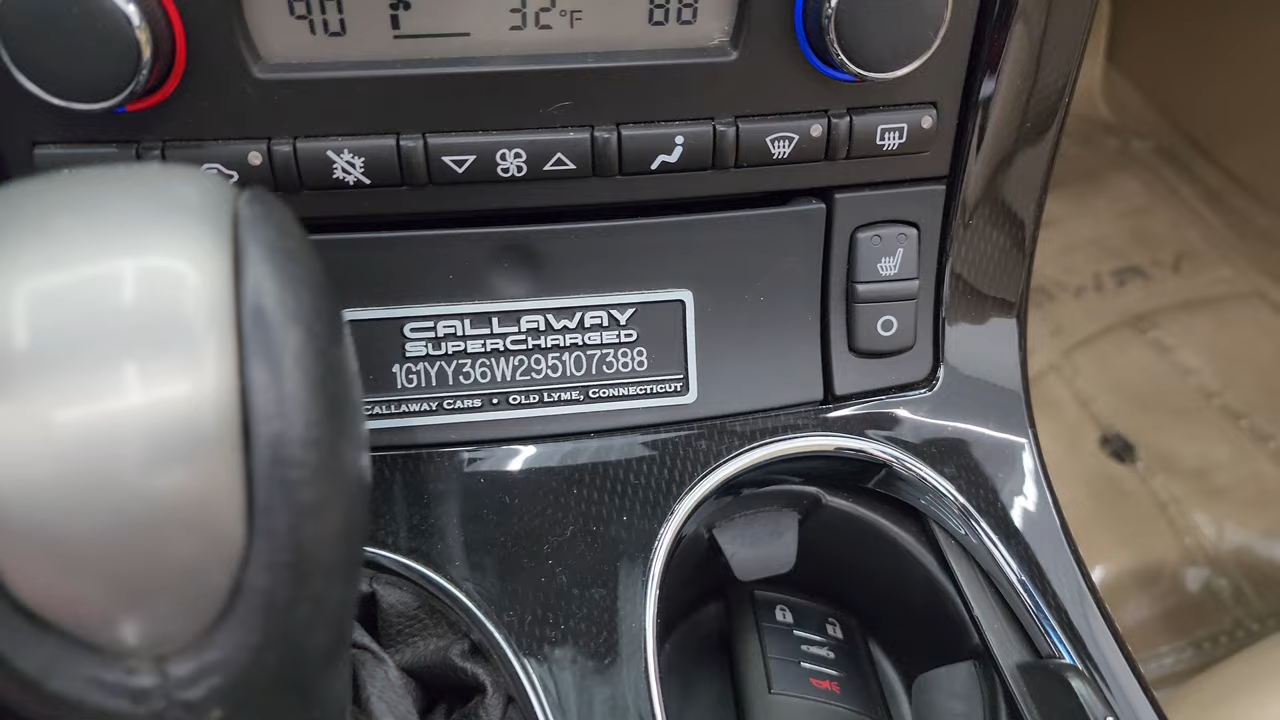 90 32°F 88
CALLAWAY
SUPERCHARGED
1G1YY36W295107388
CALLAWAY CARS • OLD LYME, CONNECTICUT